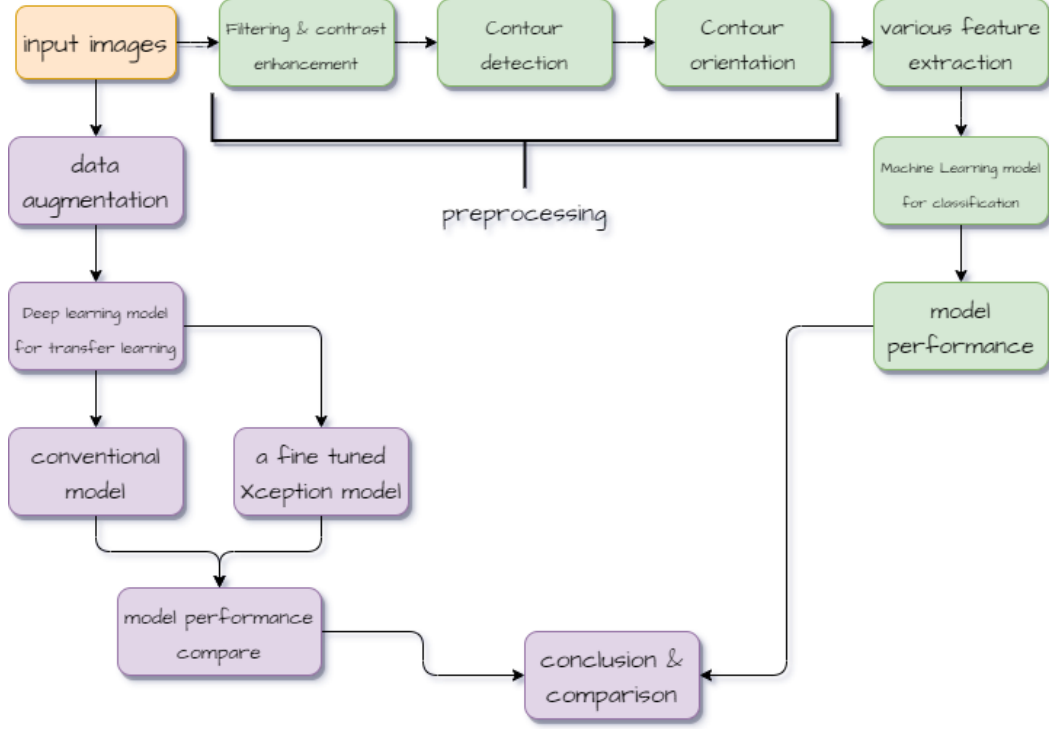 input images
Filtering & contrast
enhancement
Contour
detection
Contour
orientation
various feature
extraction
data
augmentation
preprocessing
Machine Learning model
for classification
Deep learning model
for transfer learning
model
performance
conventional
model
a fine tuned
Xception model
model performance
compare
conclusion &
comparison